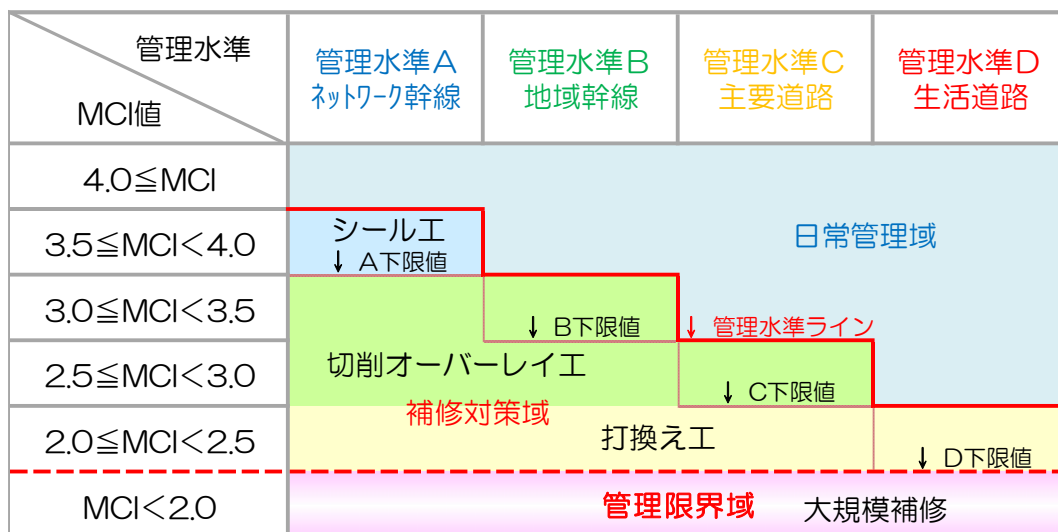 管理水準
MCI値
管理水準A
ネットワーク幹線
管理水準B
地域幹線
管理水準C
主要道路
管理水準D
生活道路
4.0≦MCI
日常管理域
3.5≦MCI<4.0
シール工
↓ A下限値
3.0≦MCI<3.5
↓ B下限値
↓ 管理水準ライン
2.5≦MCI<3.0
切削オーバーレイ工
↓ C下限値
補修対策域
2.0≦MCI<2.5
打換え工
↓ D下限値
MCI<2.0
管理限界域 大規模補修